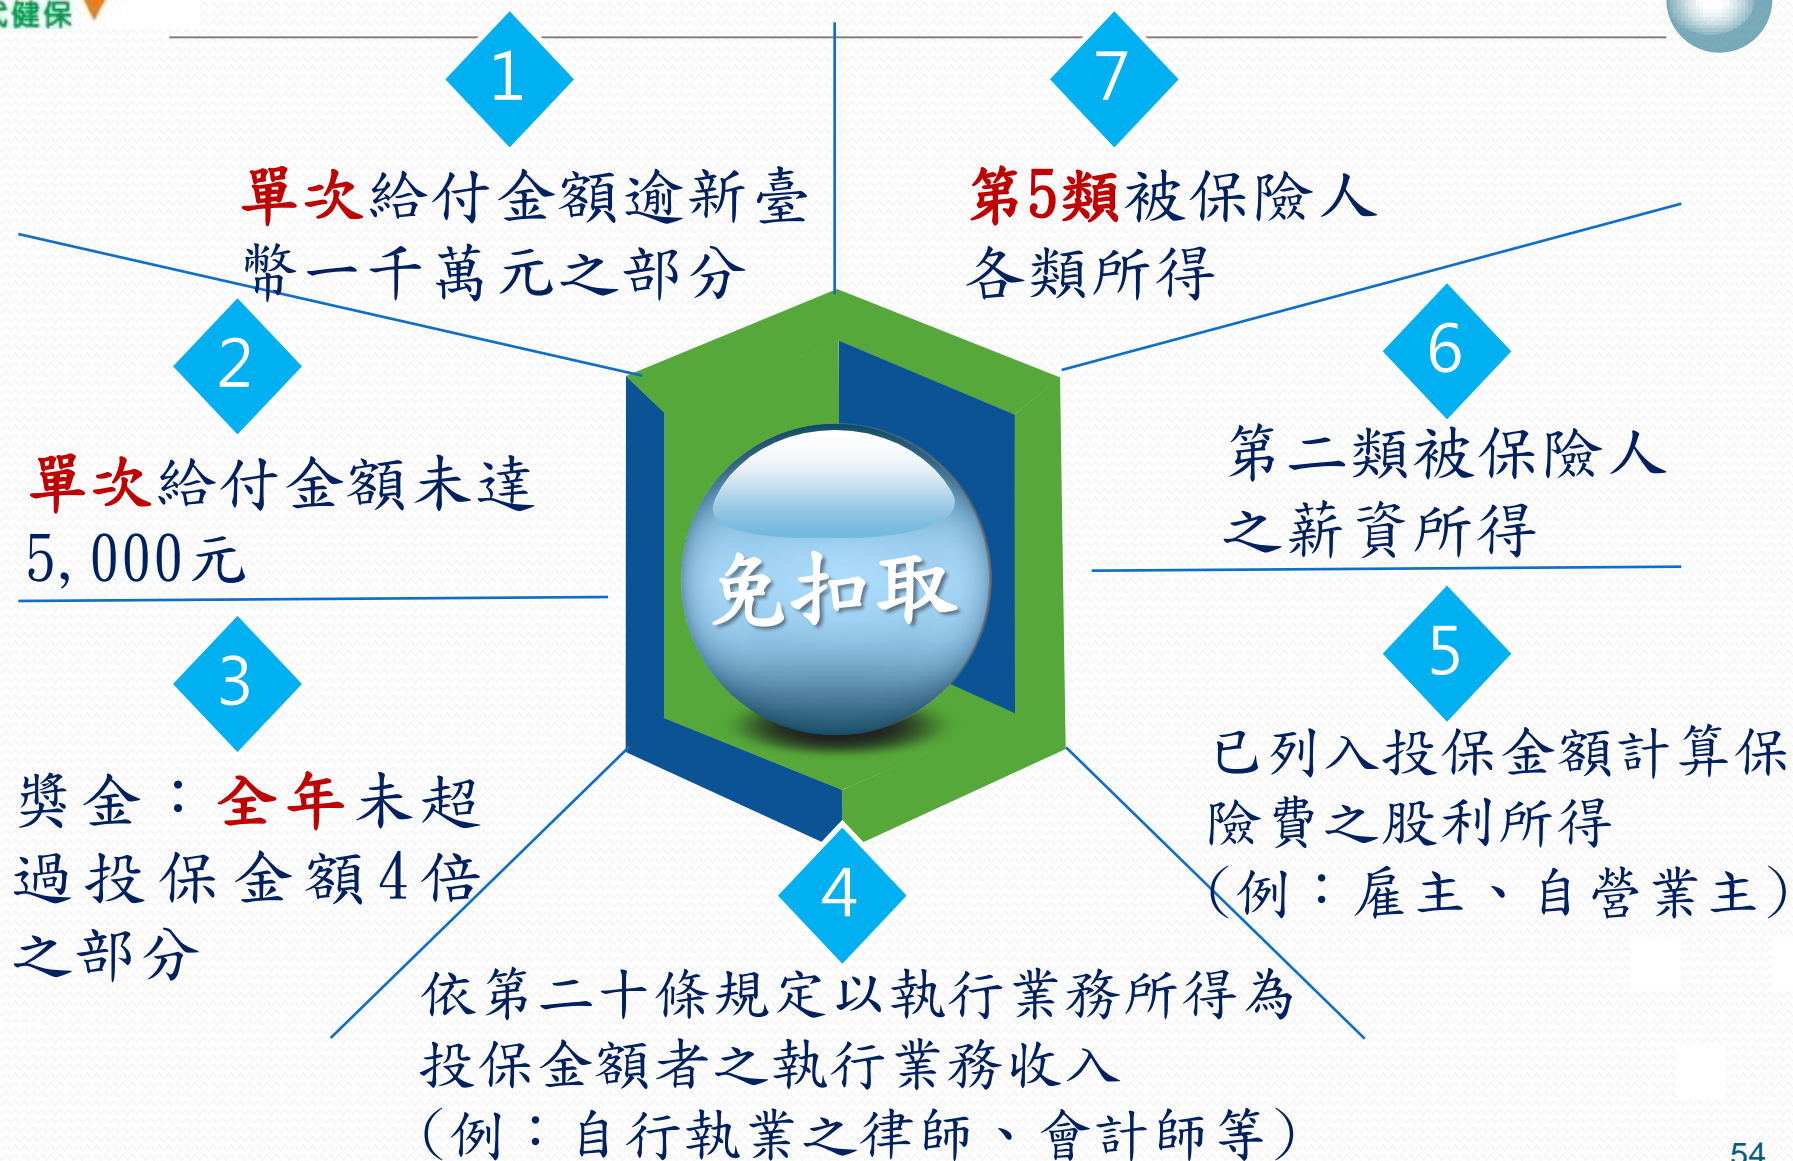 健保
1
單次給付金額逾新臺
幣一千萬元之部分
2
單次給付金額未達
5,000元
3
獎金：全年未超
過投保金額4倍
之部分
4
依第二十條規定以執行業務所得為
投保金額者之執行業務收入
(例：自行執業之律師、會計師等)
5
已列入投保金額計算保
險費之股利所得
(例：雇主、自營業主)
6
第二類被保險人
之薪資所得
7
第5類被保險人
各類所得
免扣取
54